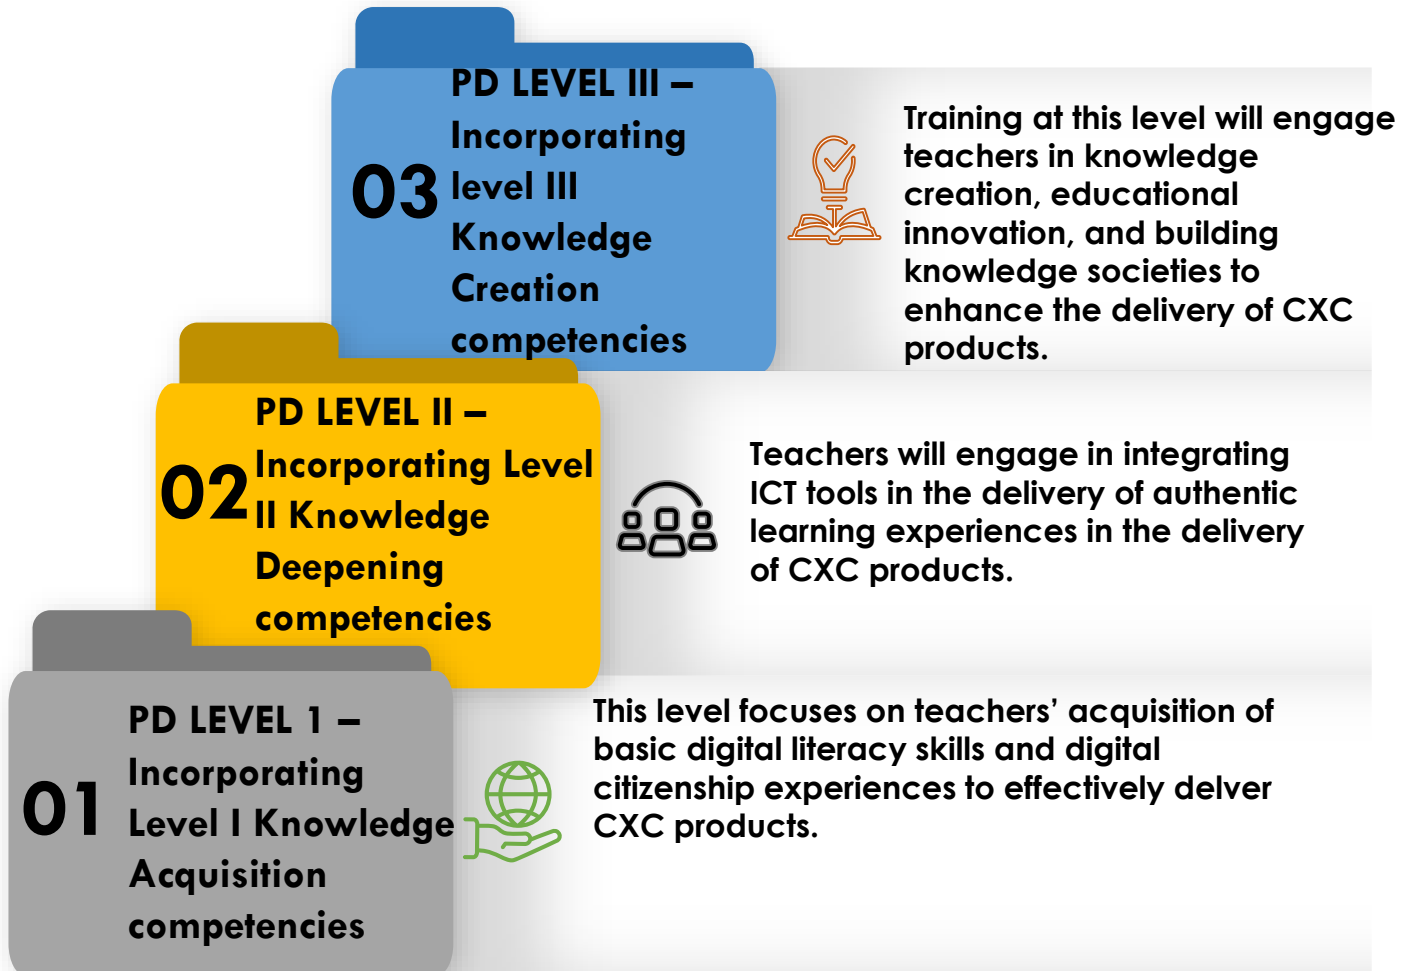 03
PD LEVEL III –
Incorporating
level III
Knowledge
Creation
competencies
Training at this level will engage
teachers in knowledge
creation, educational
innovation, and building
knowledge societies to
enhance the delivery of CXC
products.
02
PD LEVEL II –
Incorporating Level
II Knowledge
Deepening
competencies
Teachers will engage in integrating
ICT tools in the delivery of authentic
learning experiences in the delivery
of CXC products.
01
PD LEVEL 1 –
Incorporating
Level I Knowledge
Acquisition
competencies
This level focuses on teachers’ acquisition of
basic digital literacy skills and digital
citizenship experiences to effectively delver
CXC products.